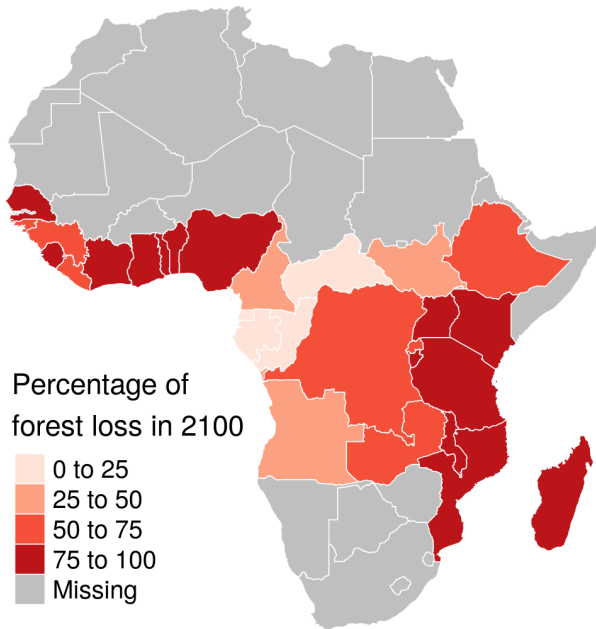 Percentage of
forest loss in 2100
0 to 25
25 to 50
50 to 75
75 to 100
Missing